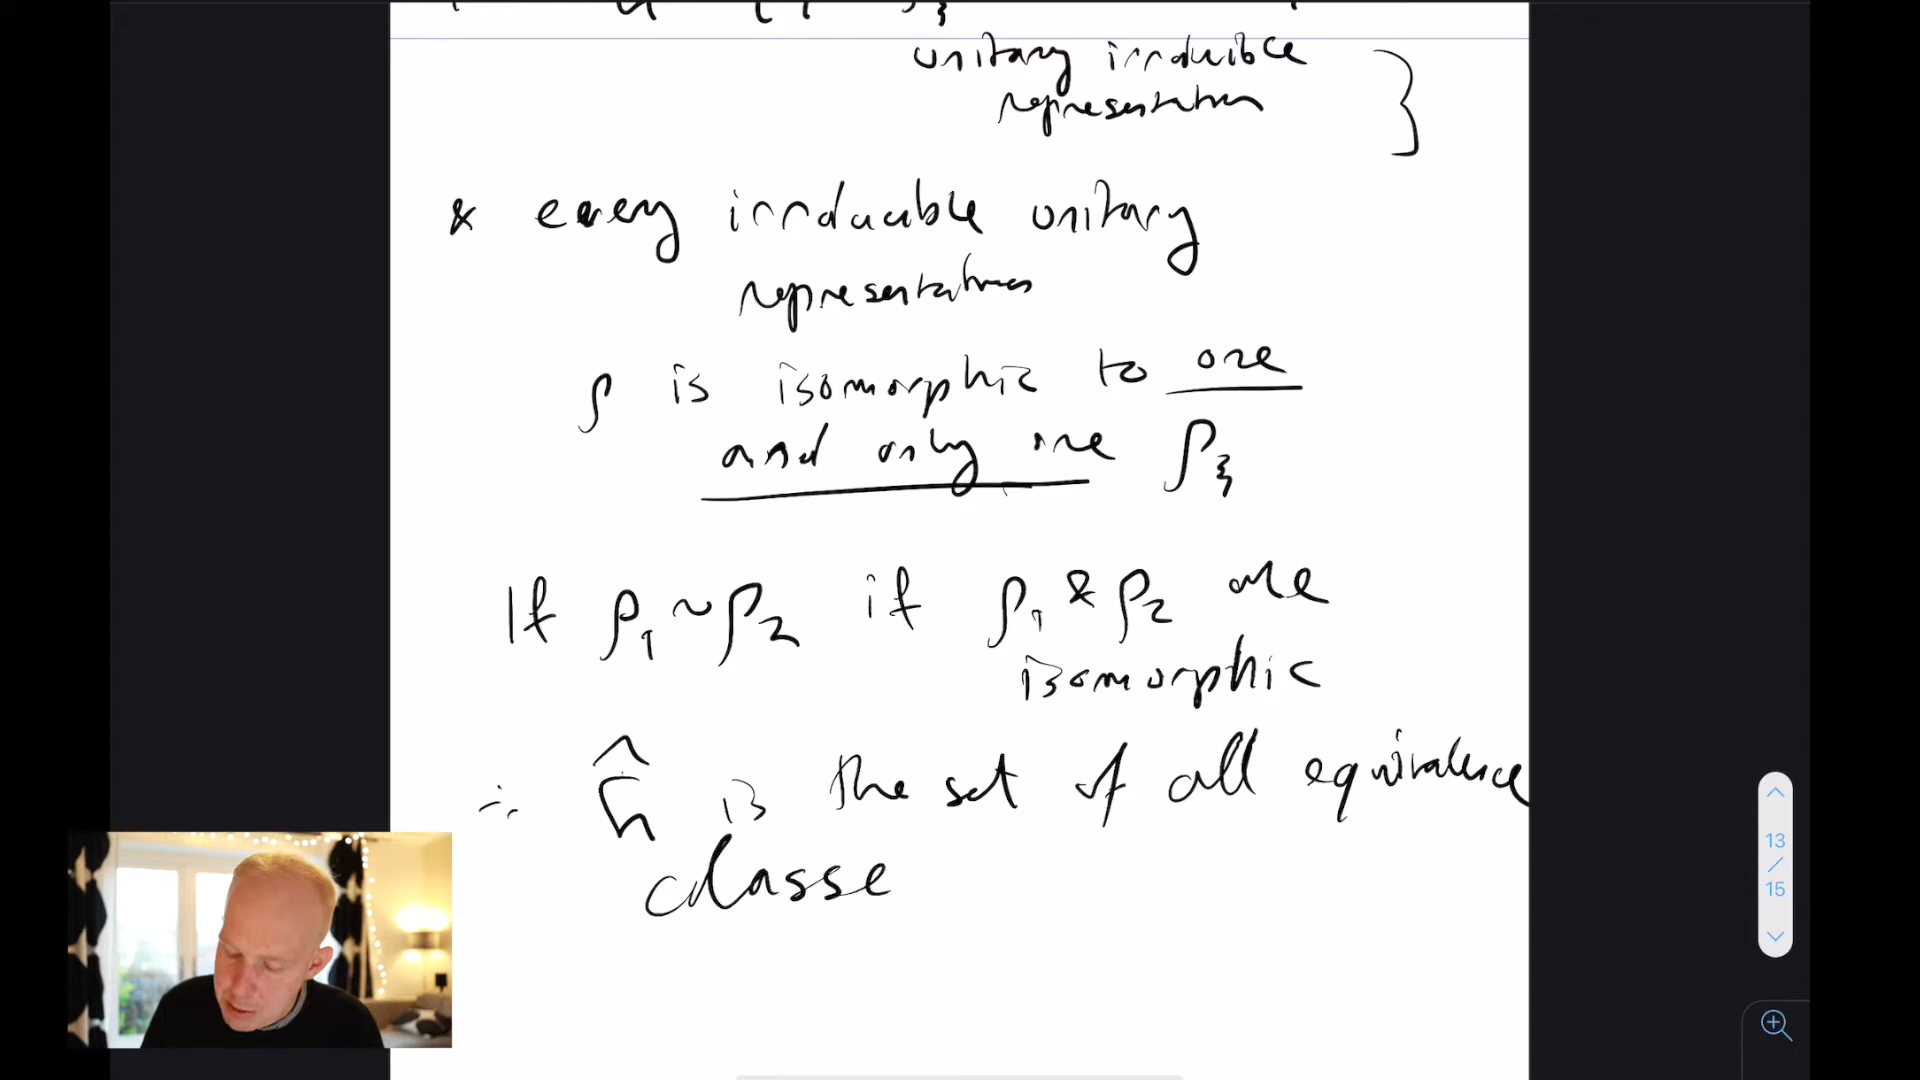 unitary irreducible
representation }
& every irreducible unitary
representation
ρ is isomorphic to one
and only one ρ_ξ
If ρ₁ ~ ρ₂ if ρ₁ & ρ₂ are
isomorphic
∴ Ĝ is the set of all equivalence
classe
13
/
15